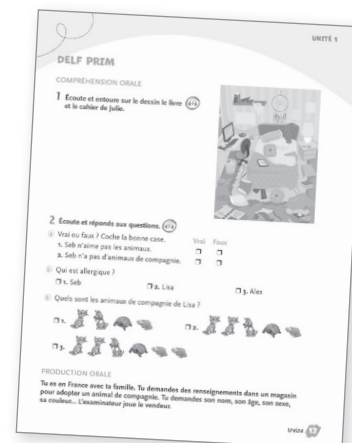 UNITÉ 1
DELF PRIM
COMPRÉHENSION ORALE
1 Écoute et entoure sur le dessin le livre
et le cahier de Julie.
2 Écoute et réponds aux questions.
Vrai ou faux ? Coche la bonne case. Vrai Faux
1. Seb n'aime pas les animaux.
2. Seb n'a pas d'animaux de compagnie.
Qui est allergique ?
1. Seb 2. Lisa 3. Alex
Quels sont les animaux de compagnie de Lisa ?
1. 2.
3.
PRODUCTION ORALE
Tu es en France avec ta famille. Tu demandes des renseignements dans un magasin
pour adopter un animal de compagnie. Tu demandes son nom, son âge, son sexe,
sa couleur... L'examinateur joue le vendeur.
treize 13